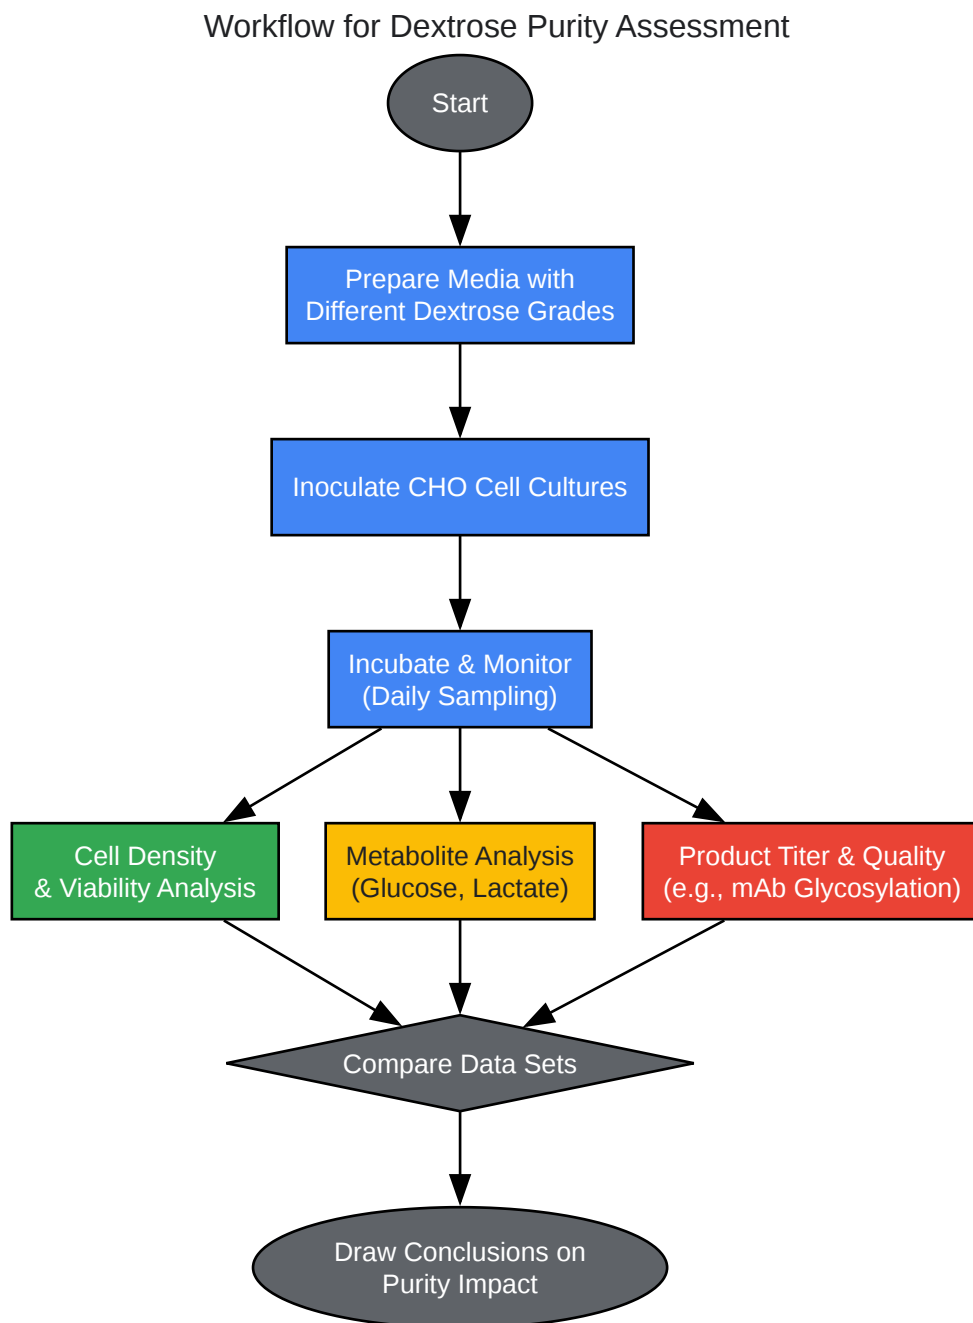 Workflow for Dextrose Purity Assessment
Start
Prepare Media with
Different Dextrose Grades
Inoculate CHO Cell Cultures
Incubate & Monitor
(Daily Sampling)
Cell Density
& Viability Analysis
Metabolite Analysis
(Glucose, Lactate)
Product Titer & Quality
(e.g., mAb Glycosylation)
Compare Data Sets
Draw Conclusions on
Purity Impact